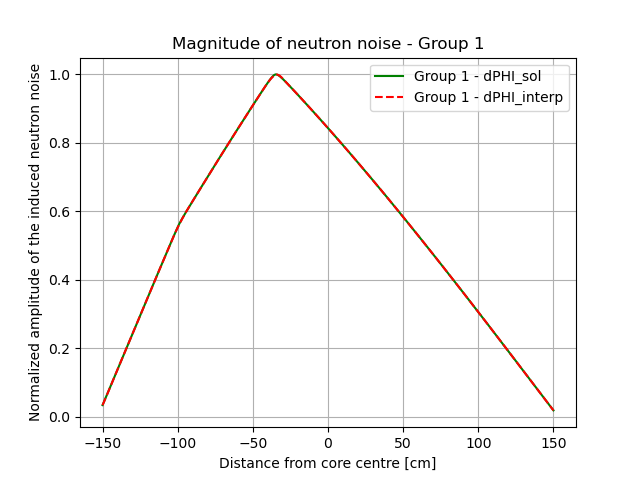 Magnitude of neutron noise - Group 1
Group 1 - dPHI_sol
Group 1 - dPHI_interp
Normalized amplitude of the induced neutron noise
1.0
0.8
0.6
0.4
0.2
0.0
−150 −100 −50 0 50 100 150
Distance from core centre [cm]